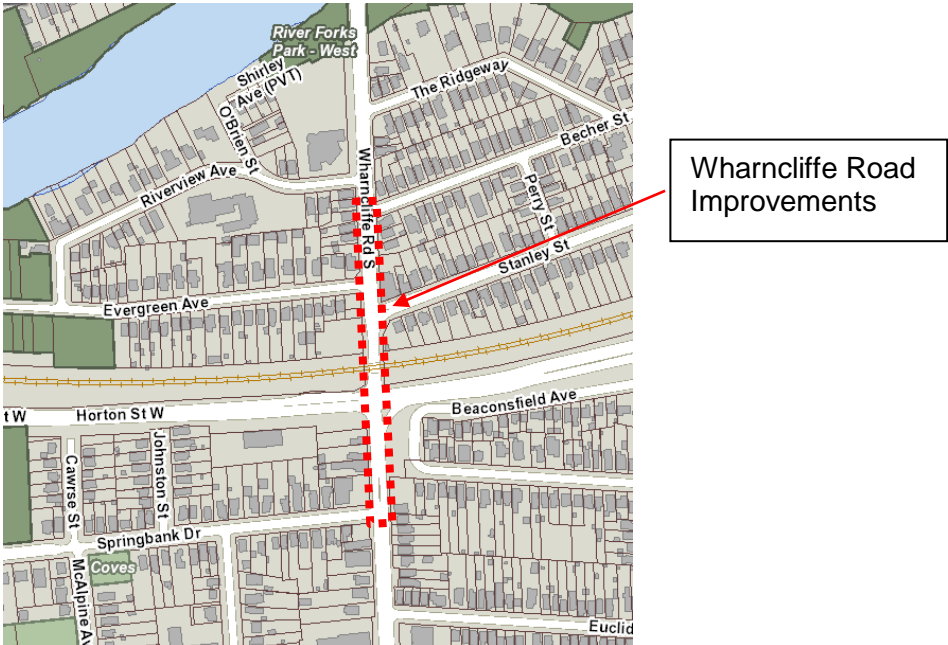 River Forks
Park - West
Shirley
Ave (PVT)
O'Brien St
The Ridgeway
Becher St
Riverview Ave
Wharncliffe Rd S
Perry St
Stanley St
Wharncliffe Road
Improvements
Evergreen Ave
t W
Horton St W
Beaconsfield Ave
Cawrse St
Johnston St
Springbank Dr
Coves
McAlpine Av
Euclid